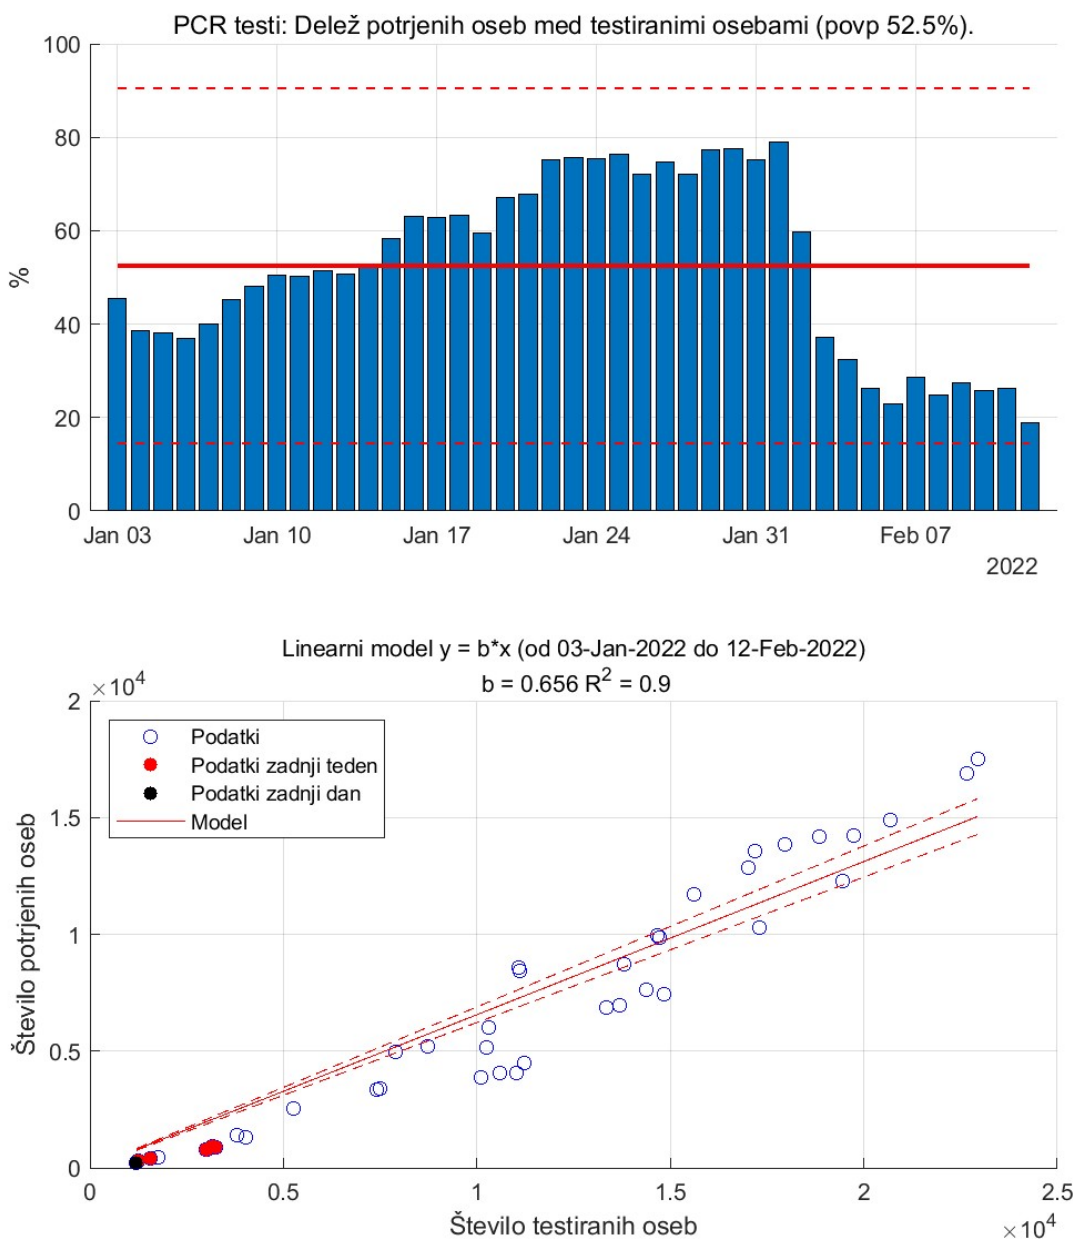 PCR testi: Delež potrjenih oseb med testiranimi osebami (povp 52.5%).
100
80
60
40
20
0
%
Jan 03 Jan 10 Jan 17 Jan 24 Jan 31 Feb 07
2022
Linearni model y = b*x (od 03-Jan-2022 do 12-Feb-2022)
b = 0.656 R² = 0.9
×10⁴
2
1.5
1
0.5
0
Število potrjenih oseb
Podatki
Podatki zadnji teden
Podatki zadnji dan
Model
0 0.5 1 1.5 2 2.5
Število testiranih oseb
×10⁴